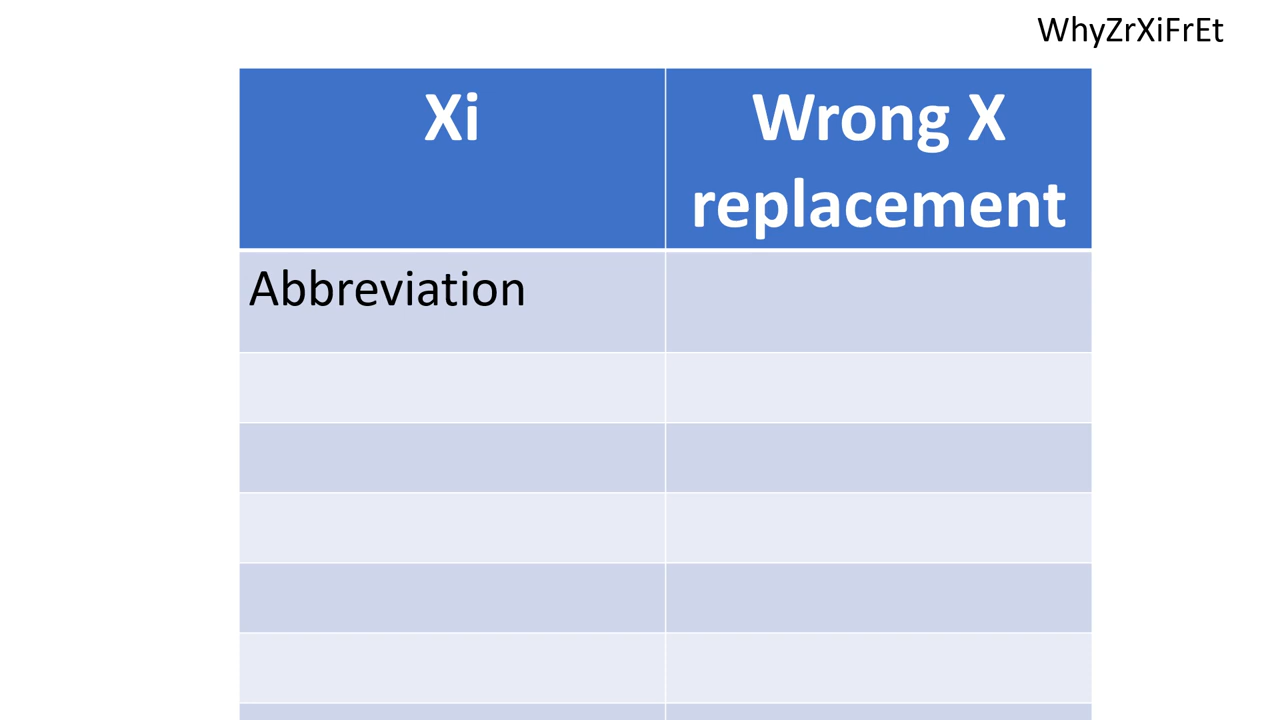 WhyZrXiFrEt
Xi
Wrong X
replacement
Abbreviation